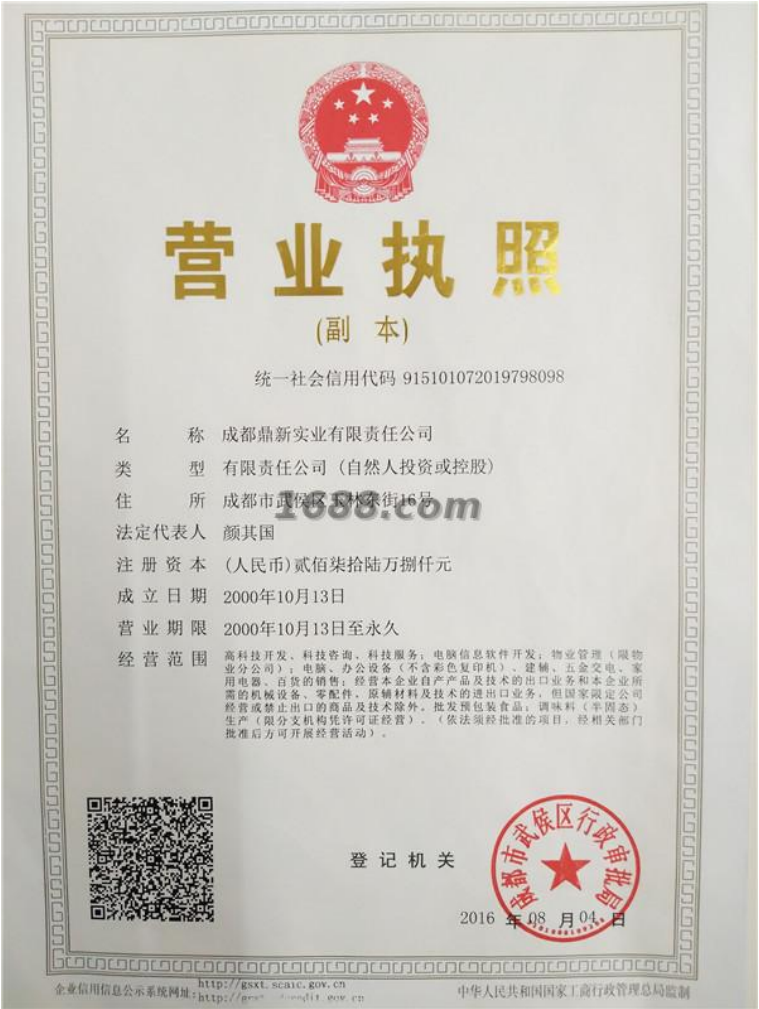 营业执照
(副 本)
统一社会信用代码 915101072019798098
名 称 成都鼎新实业有限责任公司
类 型 有限责任公司 (自然人投资或控股)
住 所 成都市武侯区玉林东街16号
1688.com
法定代表人 颜其国
注册资本 (人民币)贰佰柒拾陆万捌仟元
成立日期 2000年10月13日
营业期限 2000年10月13日至永久
经营范围 高科技开发、科技咨询、科技服务；电脑信息软件开发；物业管理（限物
业分公司）；电脑、办公设备（不含彩色复印机）、建辅、五金交电、家
用电器、百货的销售；经营本企业自产产品及技术的出口业务和本企业所
需的机械设备、零配件、原辅材料及技术的进出口业务，但国家限定公司
经营或禁止出口的商品及技术除外。批发预包装食品；调味料（半固态）
生产（限分支机构凭许可证经营）。（依法须经批准的项目，经相关部门
批准后方可开展经营活动）。
登记机关
成都市武侯区行政审批局
2016 年 08 月 04 日
企业信用信息公示系统网址: http://gsxt.scaic.gov.cn
中华人民共和国国家工商行政管理总局监制